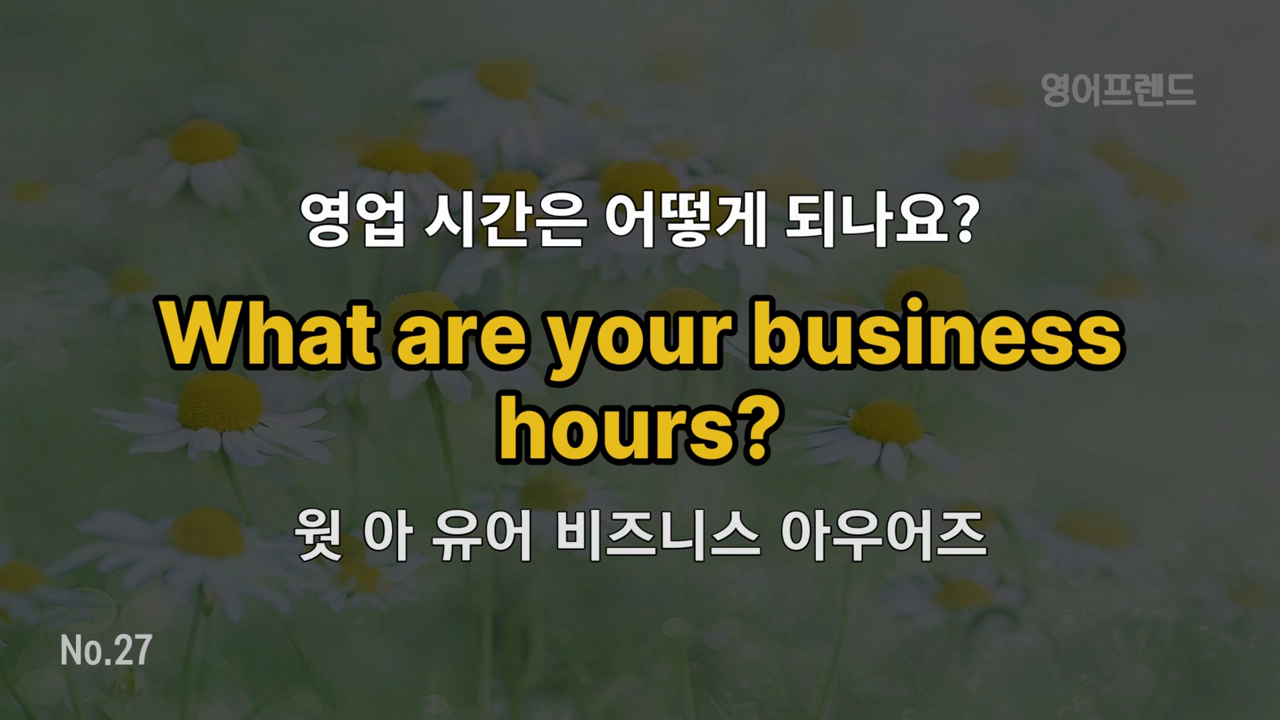 영어프렌드
영업 시간은 어떻게 되나요?
What are your business
hours?
웟 아 유어 비즈니스 아우어즈
No.27